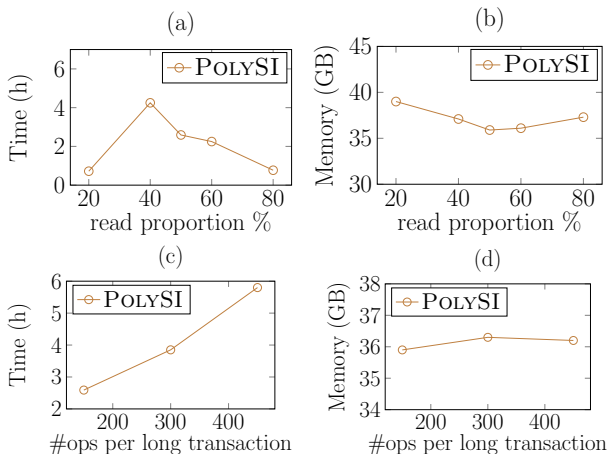 (a)
Time (h)
6
4
2
0
POLYSI
20 40 60 80
read proportion %
(b)
Memory (GB)
45
40
35
30
POLYSI
20 40 60 80
read proportion %
(c)
Time (h)
6
5
4
3
2
POLYSI
200 300 400
#ops per long transaction
(d)
Memory (GB)
38
37
36
35
34
POLYSI
200 300 400
#ops per long transaction